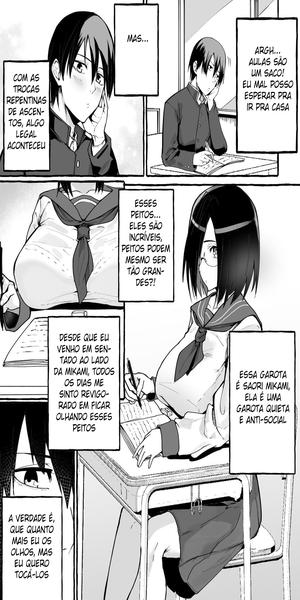 ARGH...
AULAS SÃO
UM SACO!
EU MAL POSSO
ESPERAR PRA
IR PRA CASA
MAS...
COM AS
TROCAS
REPENTINAS
DE ASCEN-
TOS, ALGO
LEGAL
ACONTECEU
ESSES
PEITOS...
ELES SÃO
INCRÍVEIS,
PEITOS PODEM
MESMO SER
TÃO GRAN-
DES?!
ESSA GAROTA
É SAORI MIKAMI,
ELA É UMA
GAROTA QUIETA
E ANTI-SOCIAL
DESDE QUE EU
VENHO EM SEN-
TADO AO LADO
DA MIKAMI, TODOS
OS DIAS ME
SINTO REVIGO-
RADO EM FICAR
OLHANDO ESSES
PEITOS
A VERDADE É,
QUE QUANTO
MAIS EU OS
OLHOS, MAS
EU QUERO
TOCÁ-LOS